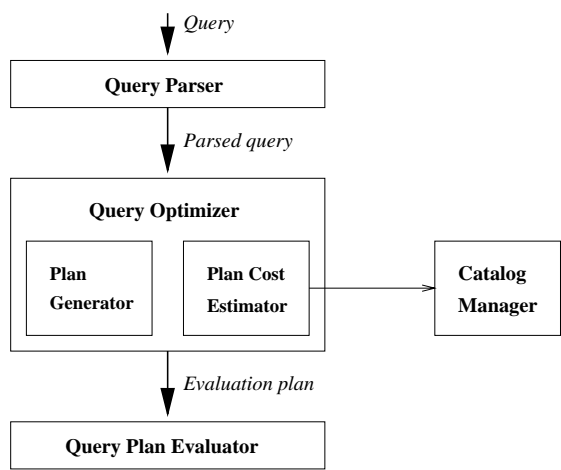 Query
Query Parser
Parsed query
Query Optimizer
Plan
Generator
Plan Cost
Estimator
Catalog
Manager
Evaluation plan
Query Plan Evaluator